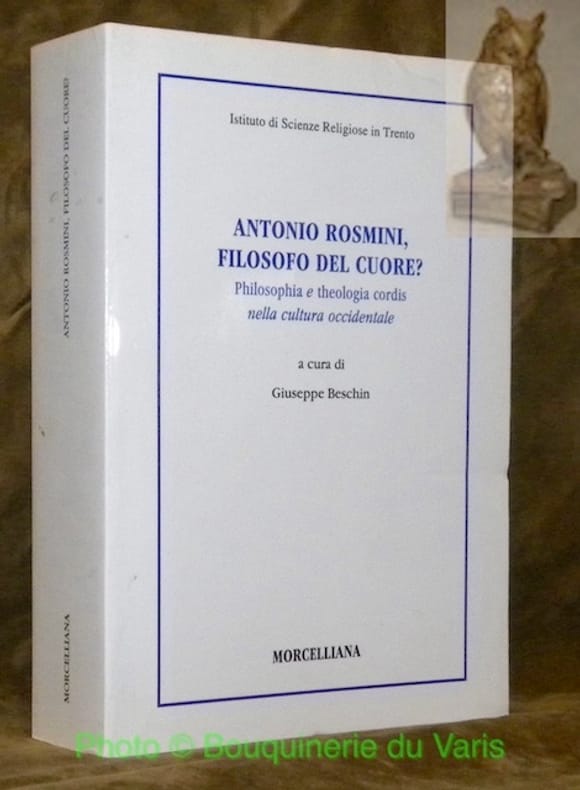 Istituto di Scienze Religiose in Trento
ANTONIO ROSMINI,
FILOSOFO DEL CUORE?
Philosophia e theologia cordis
nella cultura occidentale
a cura di
Giuseppe Beschin
MORCELLIANA
ANTONIO ROSMINI, FILOSOFO DEL CUORE?
MORCELLIANA
Photo © Bouquinerie du Varis